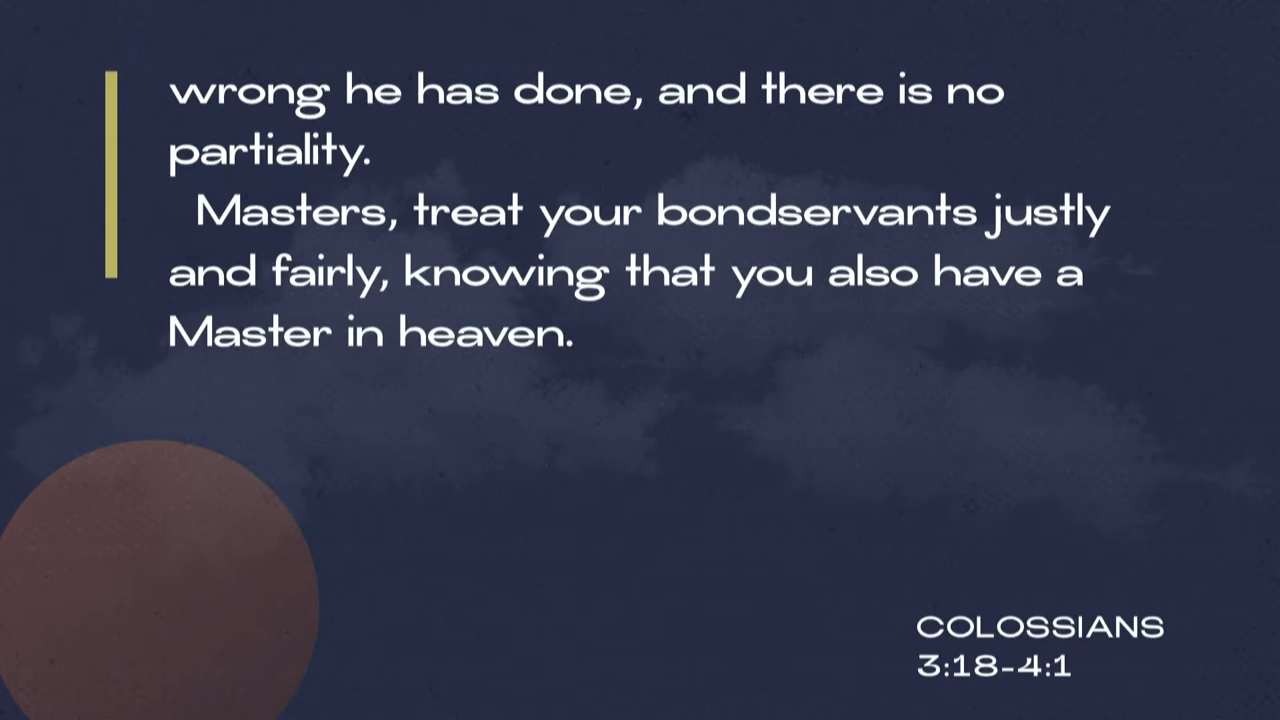 wrong he has done, and there is no
partiality.
Masters, treat your bondservants justly
and fairly, knowing that you also have a
Master in heaven.
COLOSSIANS
3:18-4:1